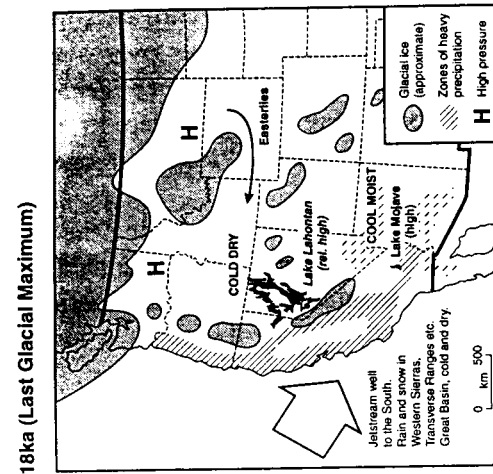 18ka (Last Glacial Maximum)
H
H
Easterlies
COLD DRY
Lake Lahontan
(rel. high)
COOL MOIST
Lake Mojave
(high)
Jetstream well
to the South.
Rain and snow in
Western Sierras,
Transverse Ranges etc.
Great Basin, cold and dry.
0 500
km
Glacial ice
(approximate)
Zones of heavy
precipitation
H High pressure